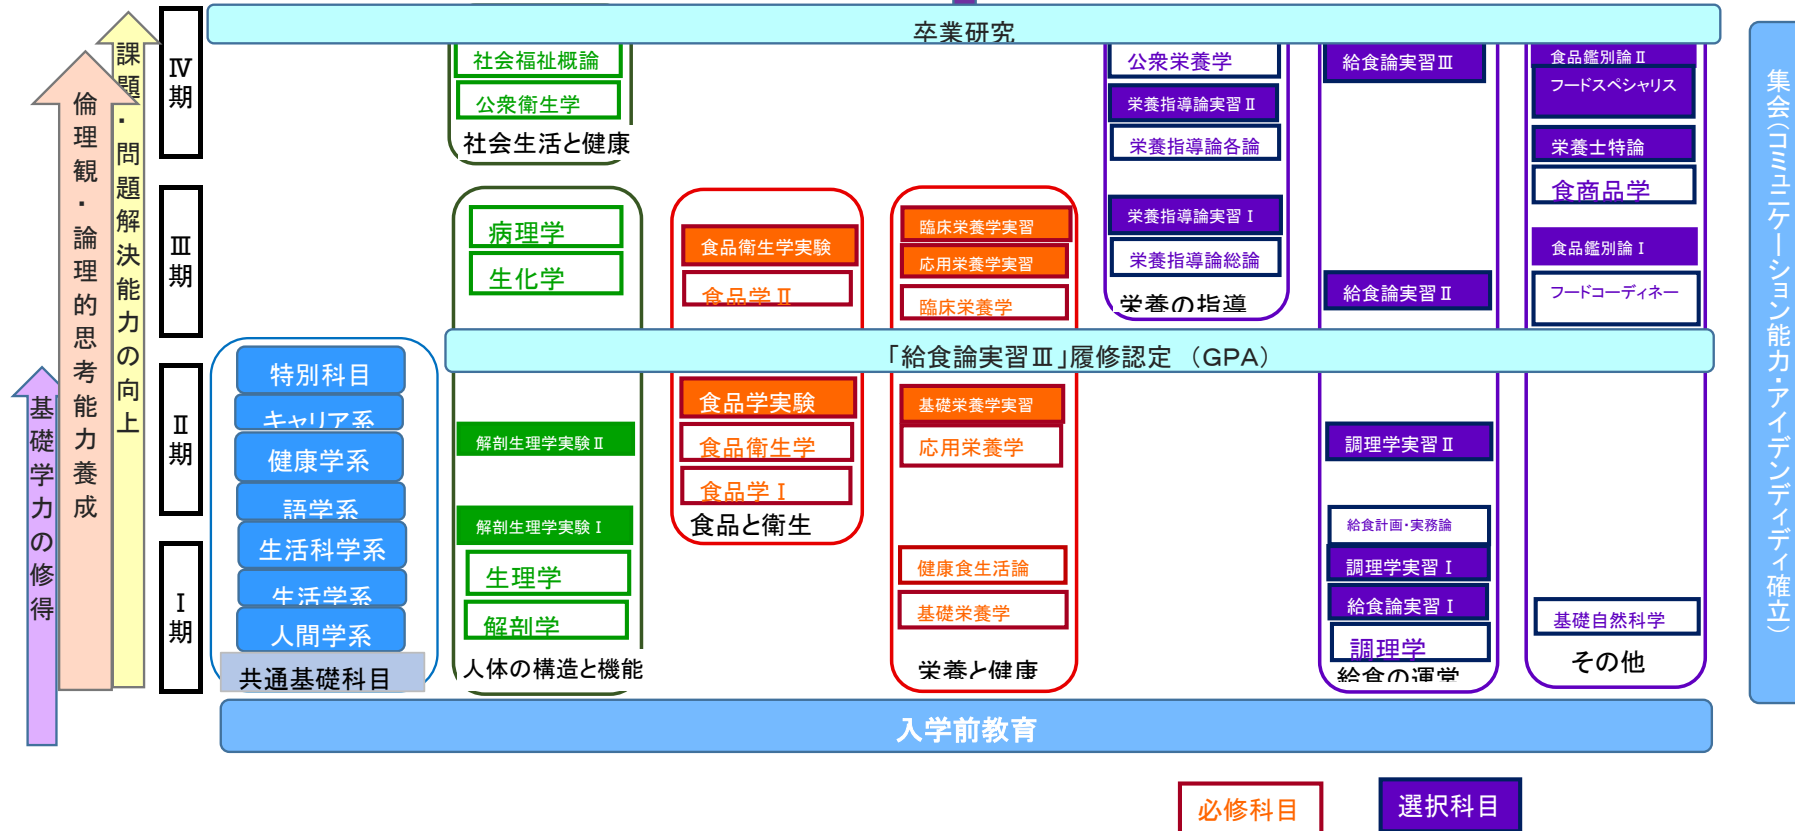 卒業研究
課題・問題解決能力の向上
倫理観・論理的思考能力養成
基礎学力の修得
Ⅳ期
Ⅲ期
Ⅱ期
Ⅰ期
社会福祉概論
公衆衛生学
社会生活と健康
公衆栄養学
栄養指導論実習Ⅱ
栄養指導論各論
栄養指導論実習Ⅰ
栄養指導論総論
栄養の指導
給食論実習Ⅲ
給食論実習Ⅱ
食品鑑別論Ⅱ
フードスペシャリス
栄養士特論
食商品学
食品鑑別論Ⅰ
フードコーディネー
病理学
生化学
食品衛生学実験
食品学Ⅱ
臨床栄養学実習
応用栄養学実習
臨床栄養学
「給食論実習Ⅲ」履修認定 （GPA）
特別科目
キャリア系
健康学系
語学系
生活科学系
生活学系
人間学系
共通基礎科目
解剖生理学実験Ⅱ
解剖生理学実験Ⅰ
生理学
解剖学
人体の構造と機能
食品学実験
食品衛生学
食品学Ⅰ
食品と衛生
基礎栄養学実習
応用栄養学
健康食生活論
基礎栄養学
栄養と健康
調理学実習Ⅱ
給食計画・実務論
調理学実習Ⅰ
給食論実習Ⅰ
調理学
給食の運営
基礎自然科学
その他
集会（コミュニケーション能力・アイデンディディ確立）
入学前教育
必修科目
選択科目